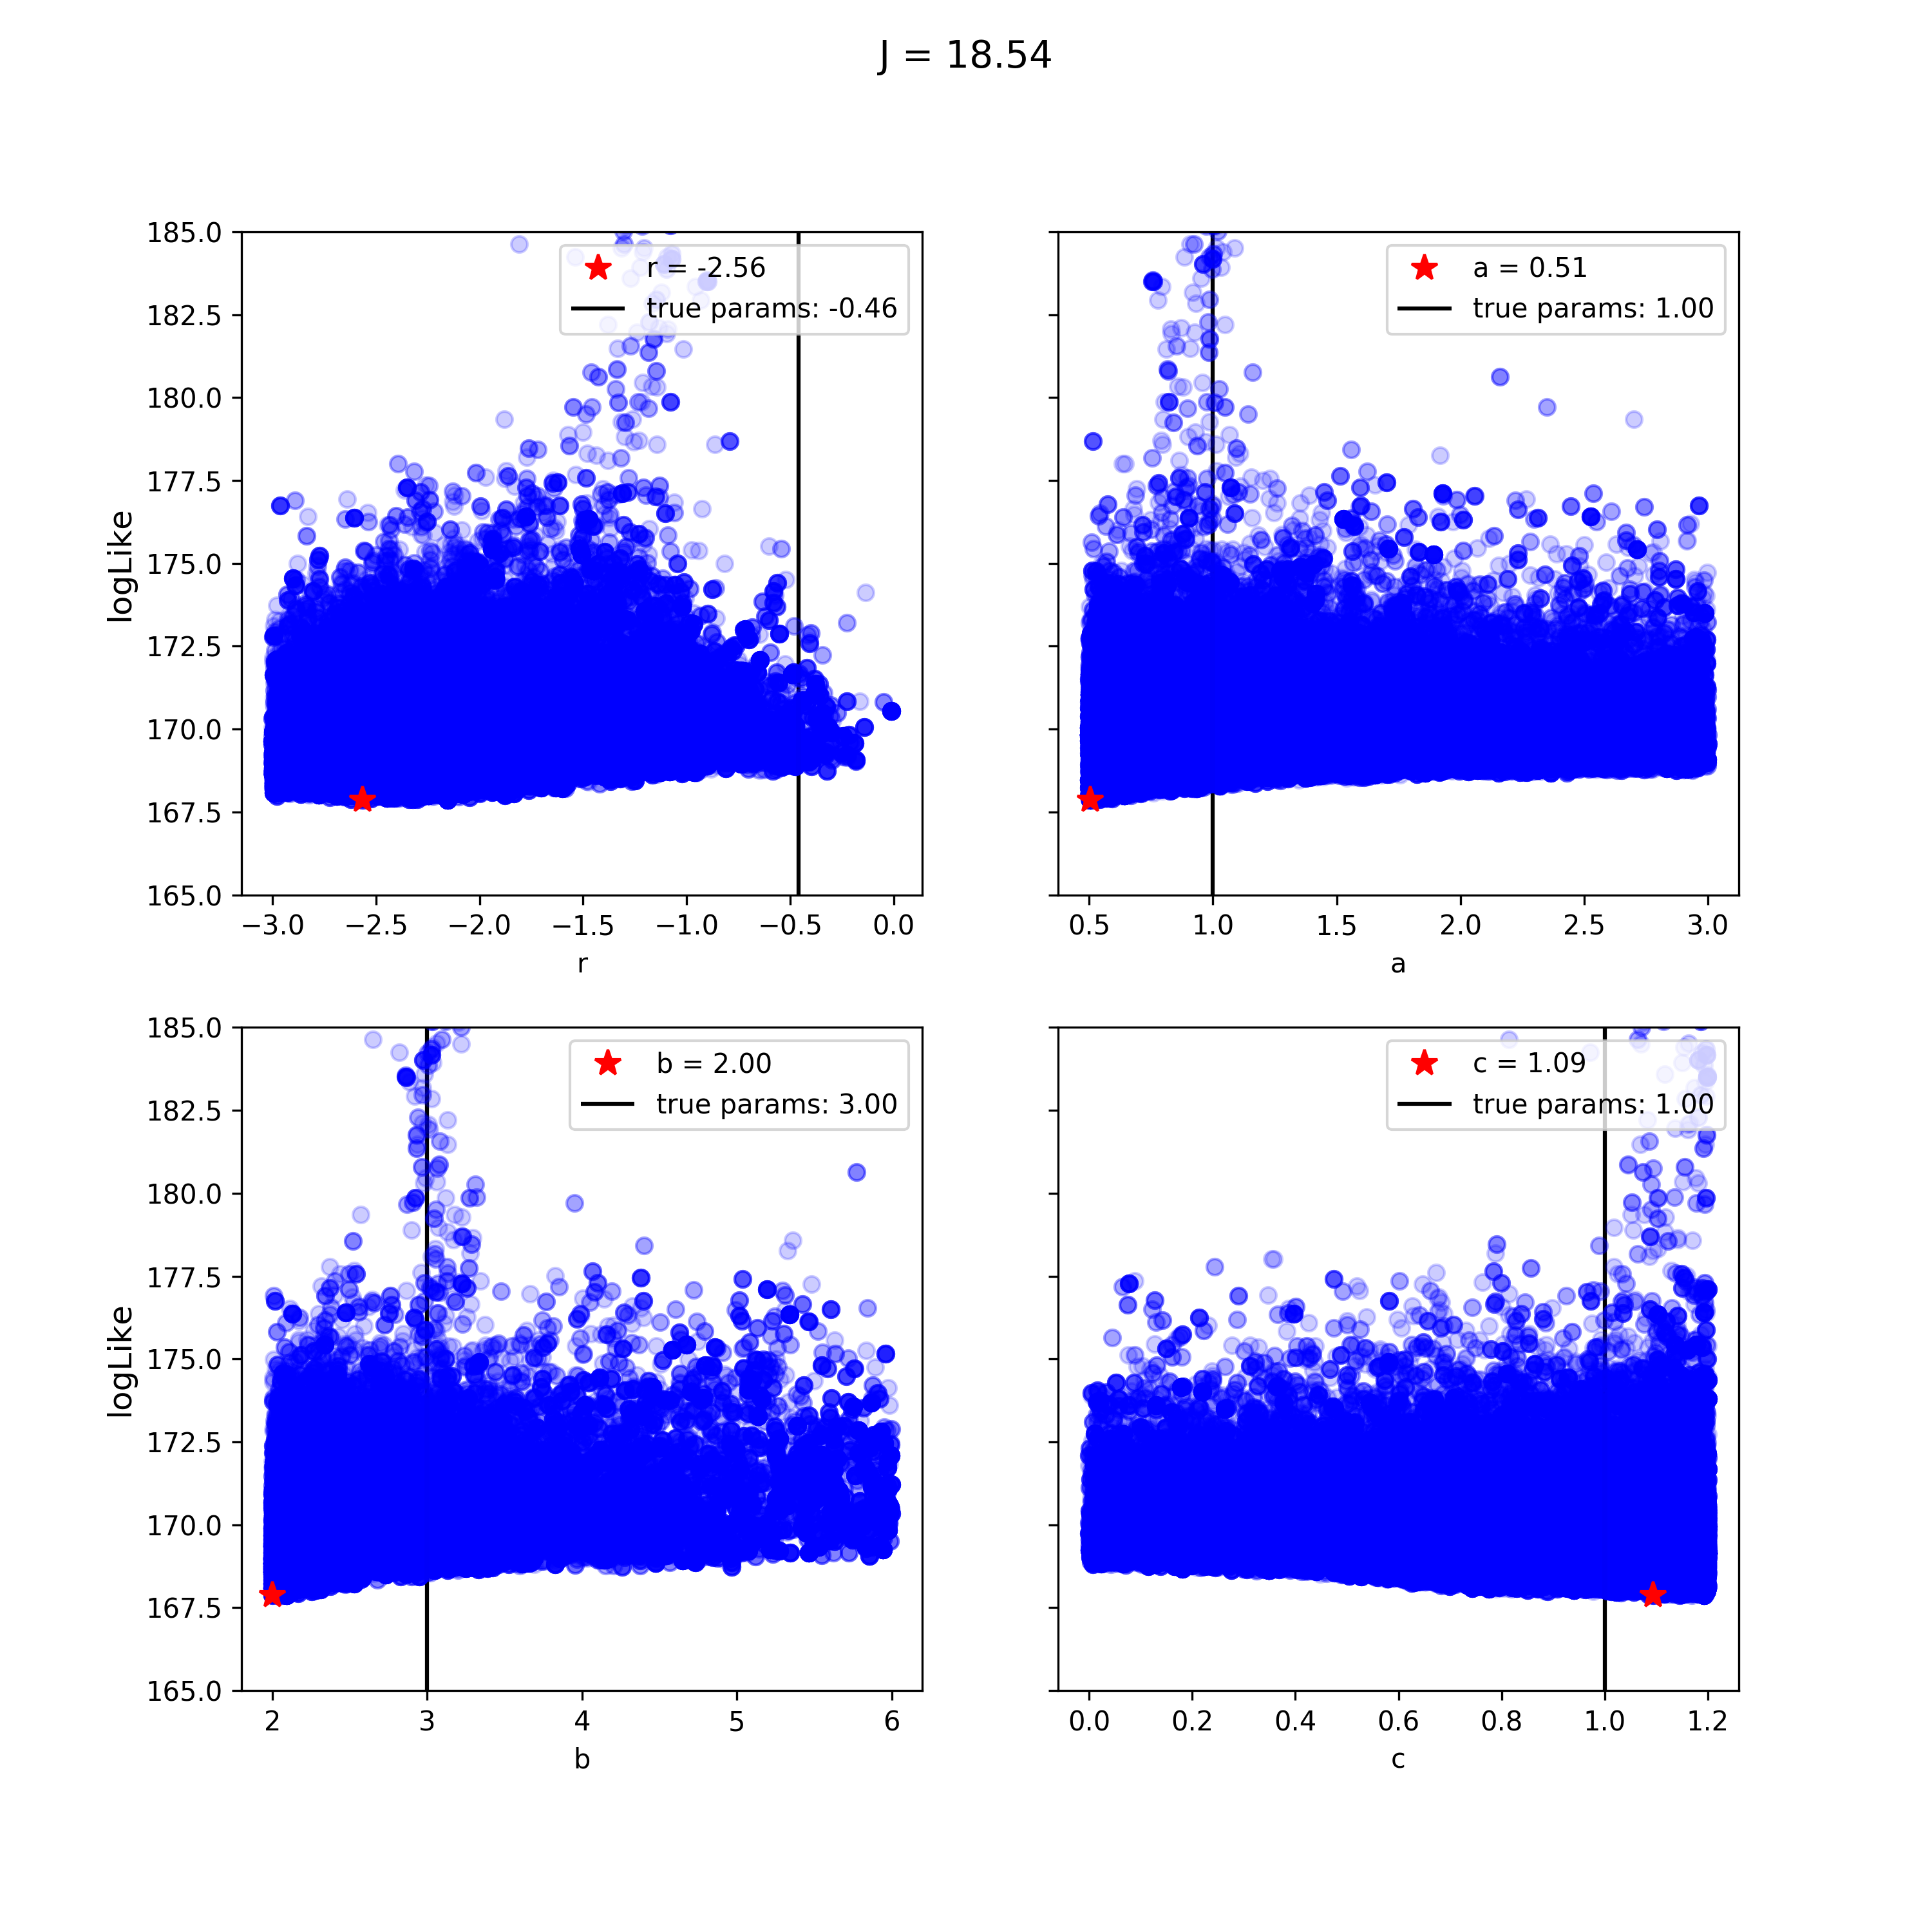 J = 18.54
185.0
182.5
180.0
177.5
175.0
172.5
170.0
167.5
165.0
logLike
r = -2.56
true params: -0.46
−3.0 −2.5 −2.0 −1.5 −1.0 −0.5 0.0
r
a = 0.51
true params: 1.00
0.5 1.0 1.5 2.0 2.5 3.0
a
185.0
182.5
180.0
177.5
175.0
172.5
170.0
167.5
165.0
logLike
b = 2.00
true params: 3.00
2 3 4 5 6
b
c = 1.09
true params: 1.00
0.0 0.2 0.4 0.6 0.8 1.0 1.2
c